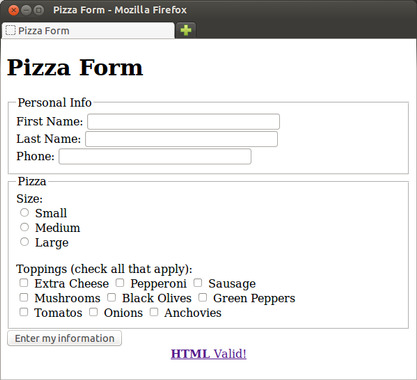 Pizza Form - Mozilla Firefox
Pizza Form
Pizza Form
Personal Info
First Name:
Last Name:
Phone:
Pizza
Size:
Small
Medium
Large
Toppings (check all that apply):
Extra Cheese Pepperoni Sausage
Mushrooms Black Olives Green Peppers
Tomatos Onions Anchovies
Enter my information
HTML Valid!